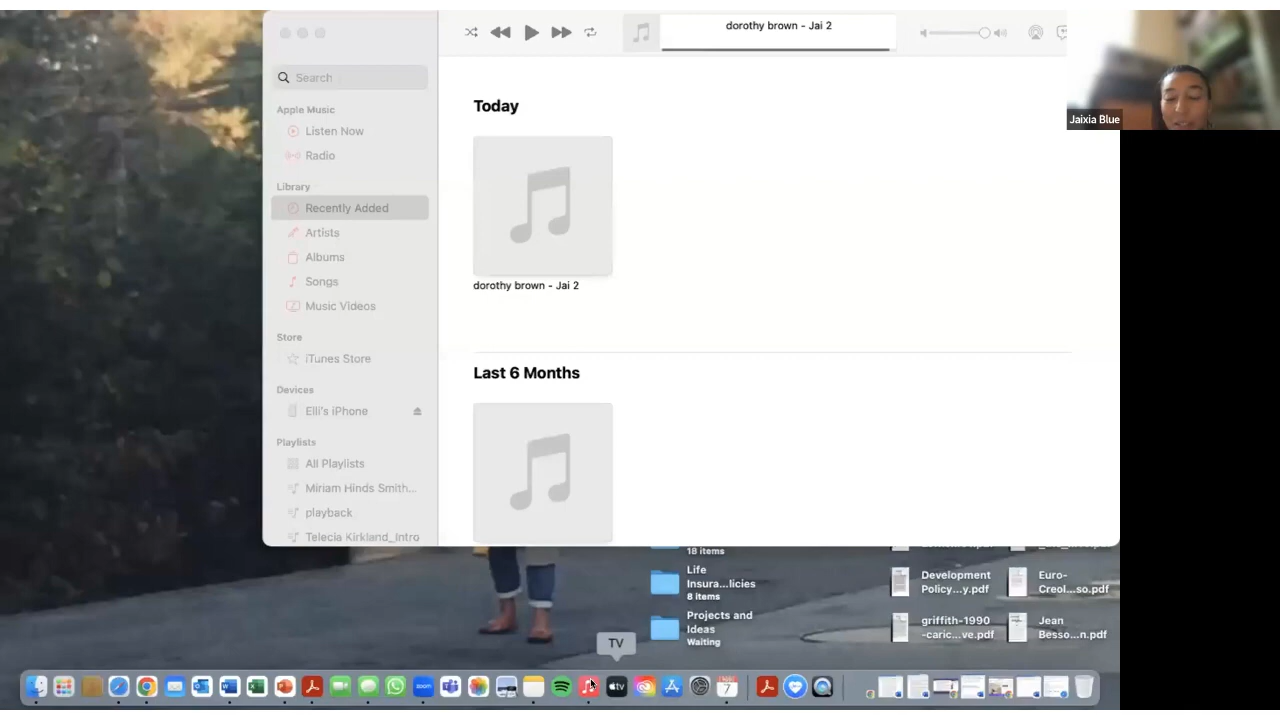 dorothy brown - Jai 2
Search
Apple Music
Listen Now
Radio
Library
Recently Added
Artists
Albums
Songs
Music Videos
Store
iTunes Store
Devices
Elli's iPhone
Playlists
All Playlists
Miriam Hinds Smith...
playback
Telecia Kirkland_Intro
Today
dorothy brown - Jai 2
Last 6 Months
Jaixia Blue
18 items
Life
Insura...licies
8 items
Projects and
Ideas
Waiting
Development
Policy...y.pdf
Euro-
Creol...so.pdf
griffith-1990
-caric...ve.pdf
Jean
Besso...n.pdf
TV
zoom
tv
7